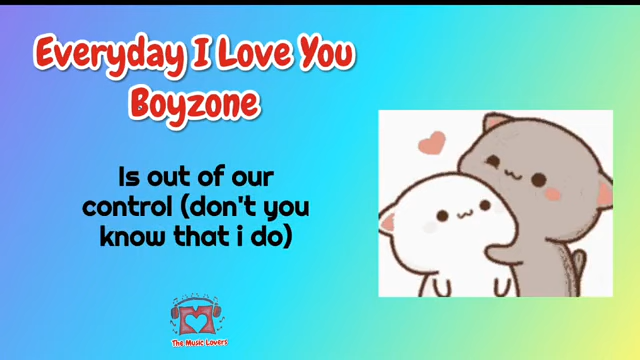 Everyday I Love You
Boyzone
Is out of our
control (don't you
know that i do)
The Music Lovers